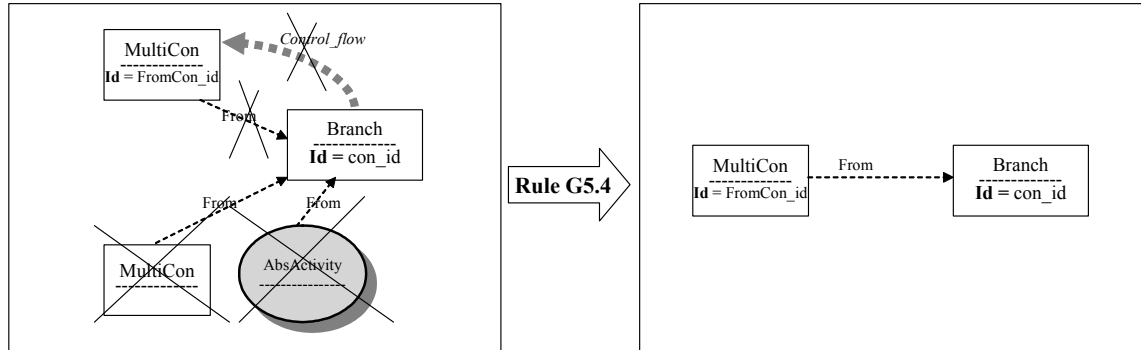 Control_flow
MultiCon
Id = FromCon_id
From
Branch
Id = con_id
From
From
MultiCon
AbsActivity
Rule G5.4
MultiCon
Id = FromCon_id
From
Branch
Id = con_id